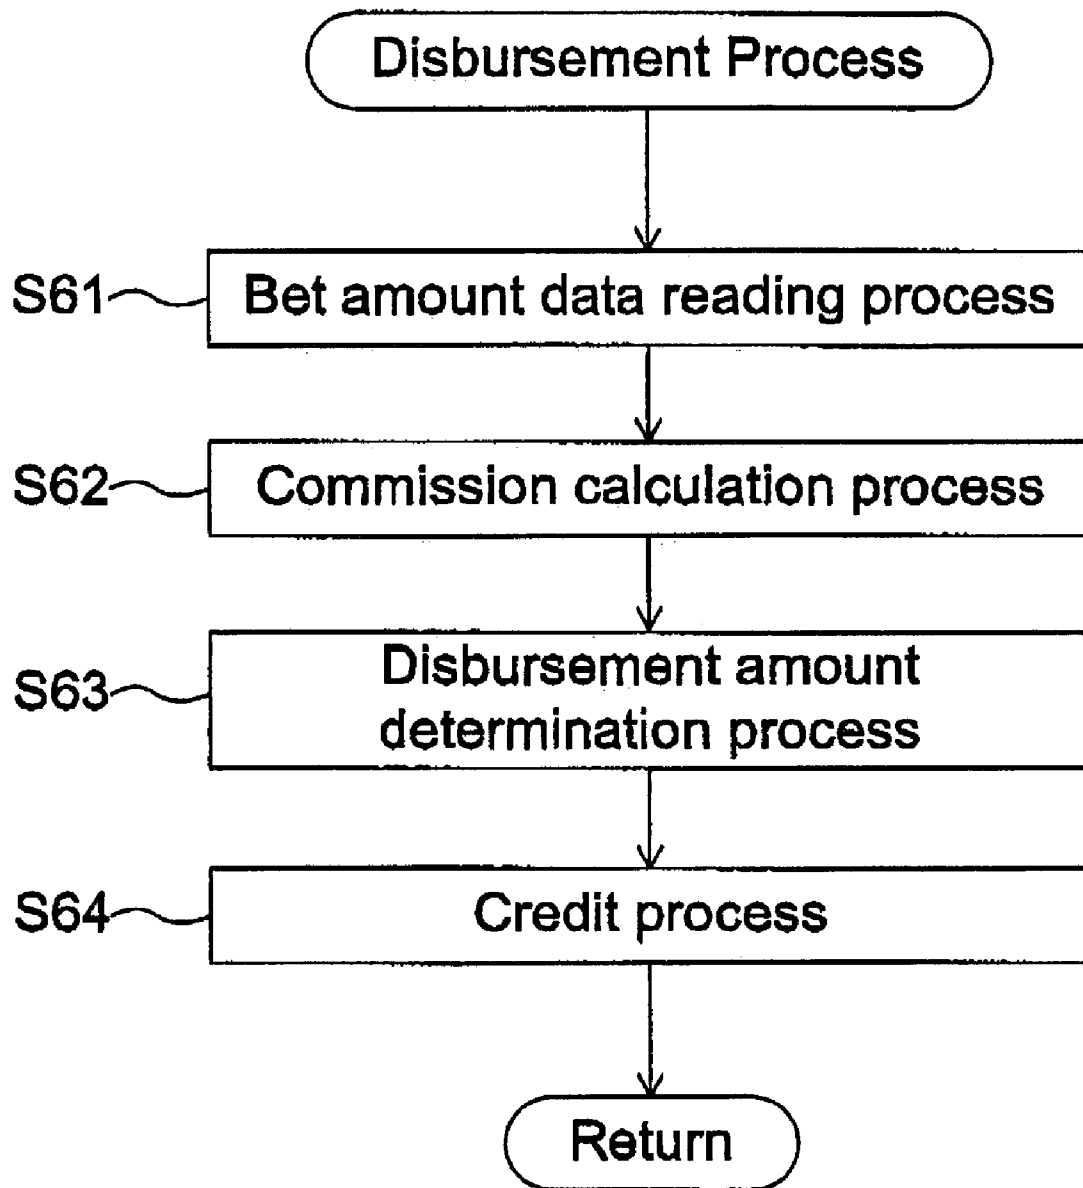 Disbursement Process
S61 Bet amount data reading process
S62 Commission calculation process
S63 Disbursement amount
determination process
S64 Credit process
Return